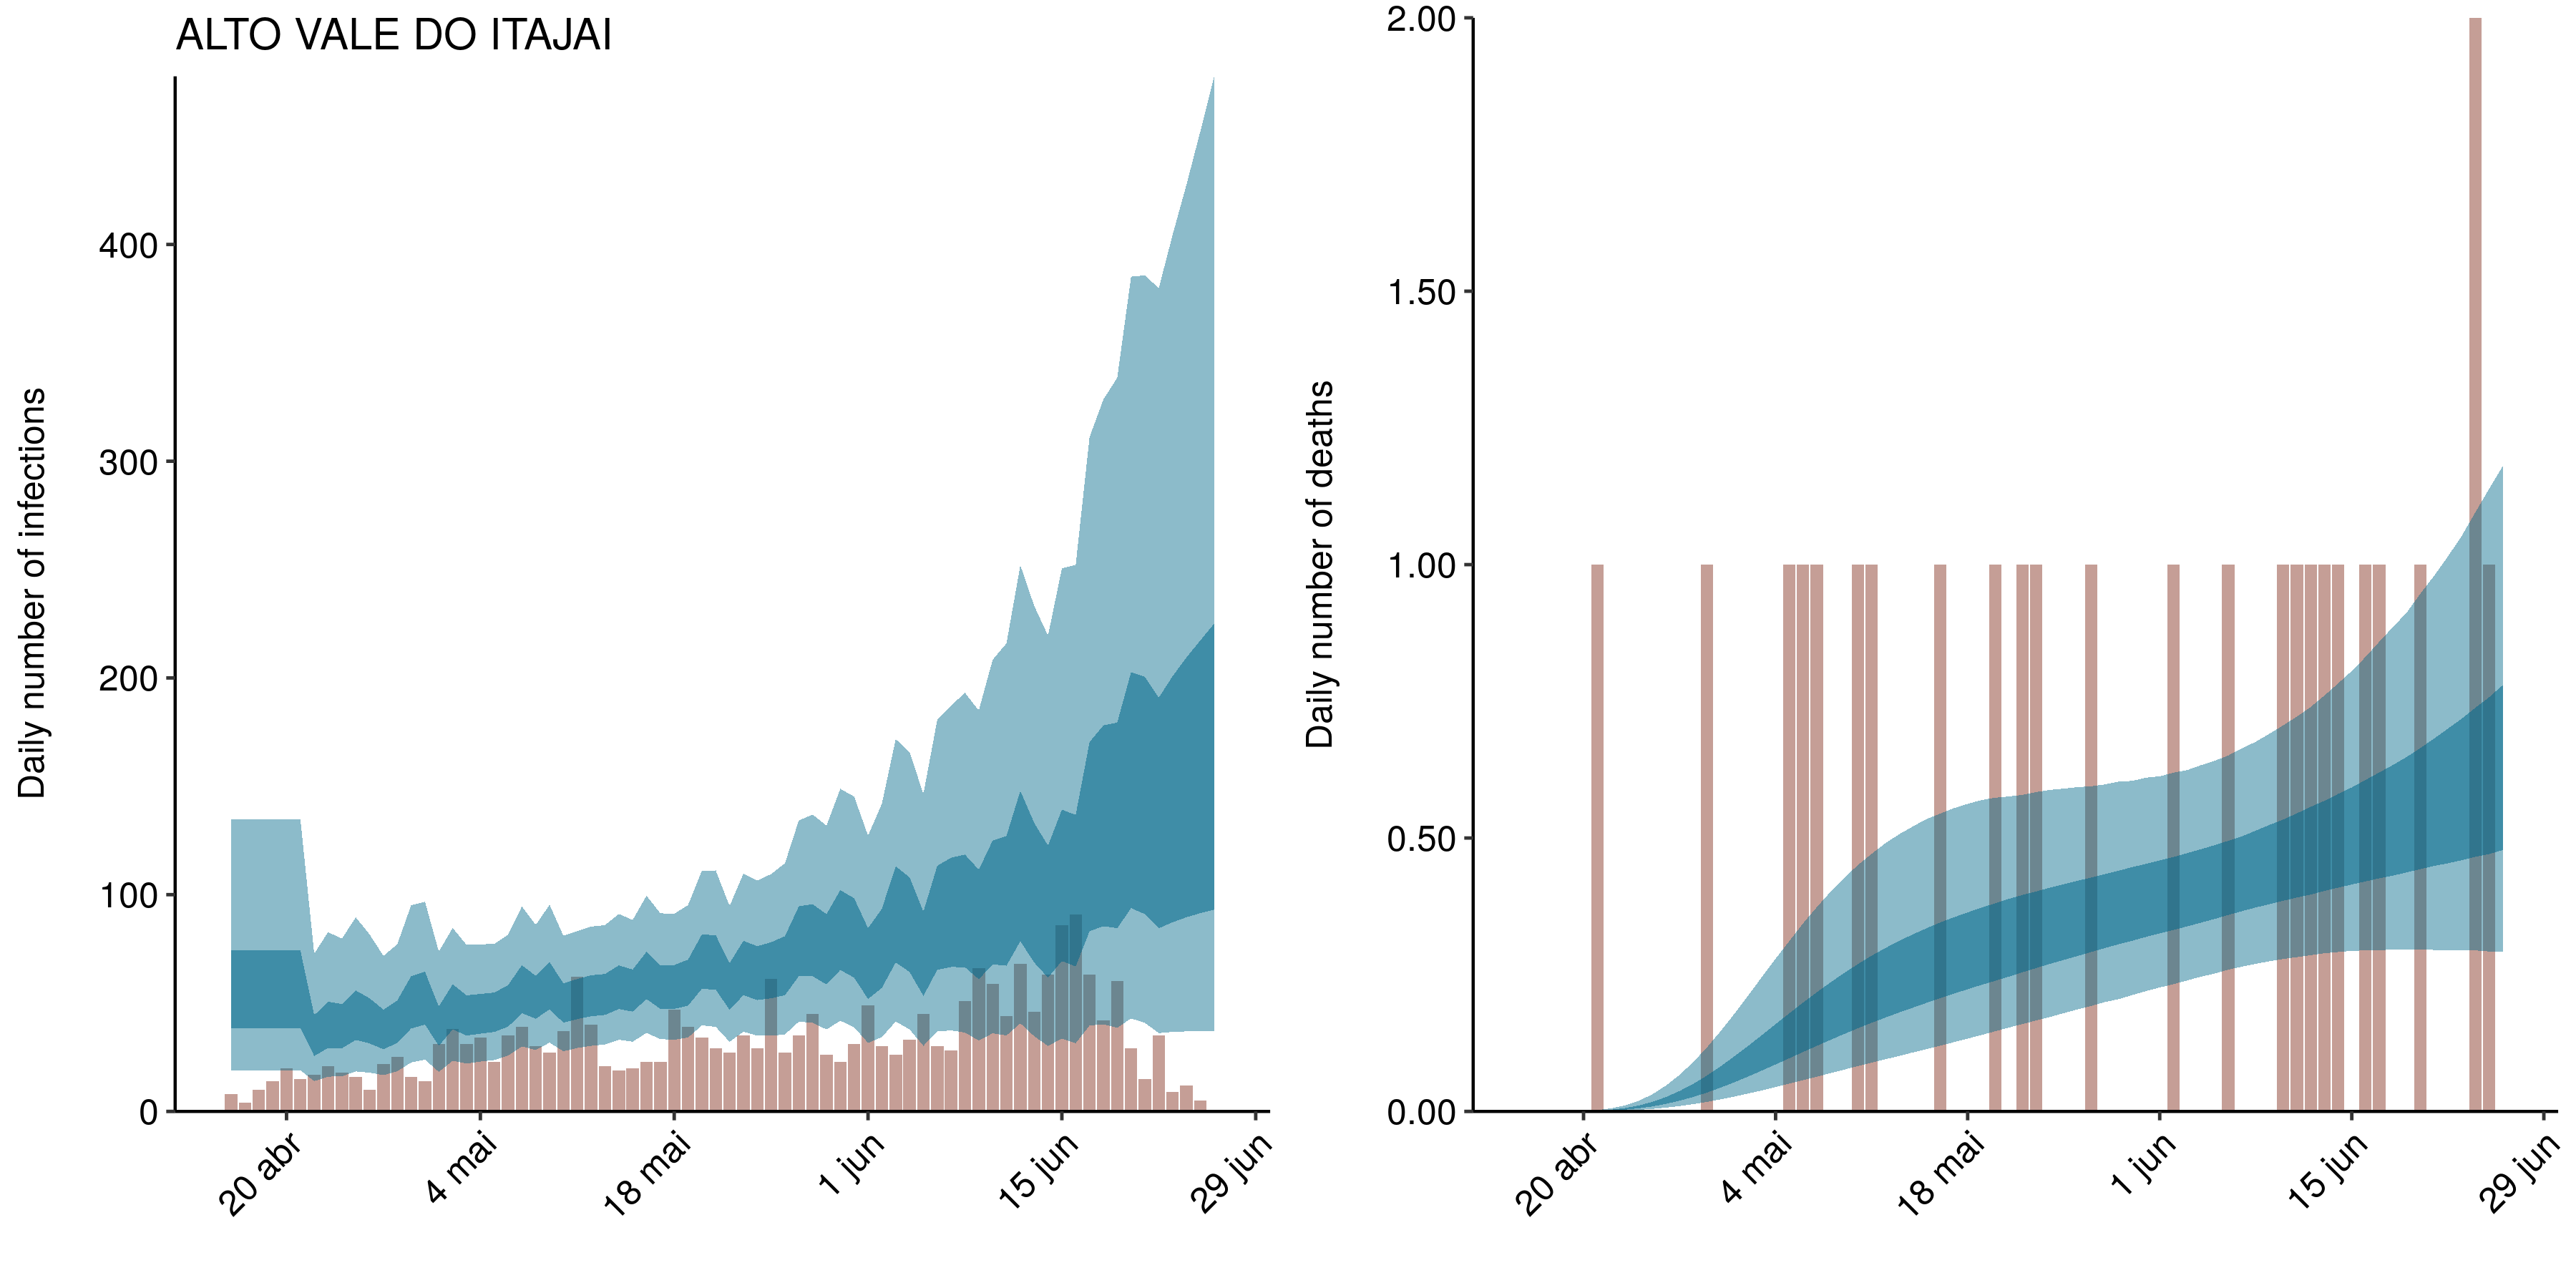 ALTO VALE DO ITAJAI
Daily number of infections
400
300
200
100
0
20 abr
4 mai
18 mai
1 jun
15 jun
29 jun
Daily number of deaths
2.00
1.50
1.00
0.50
0.00
20 abr
4 mai
18 mai
1 jun
15 jun
29 jun